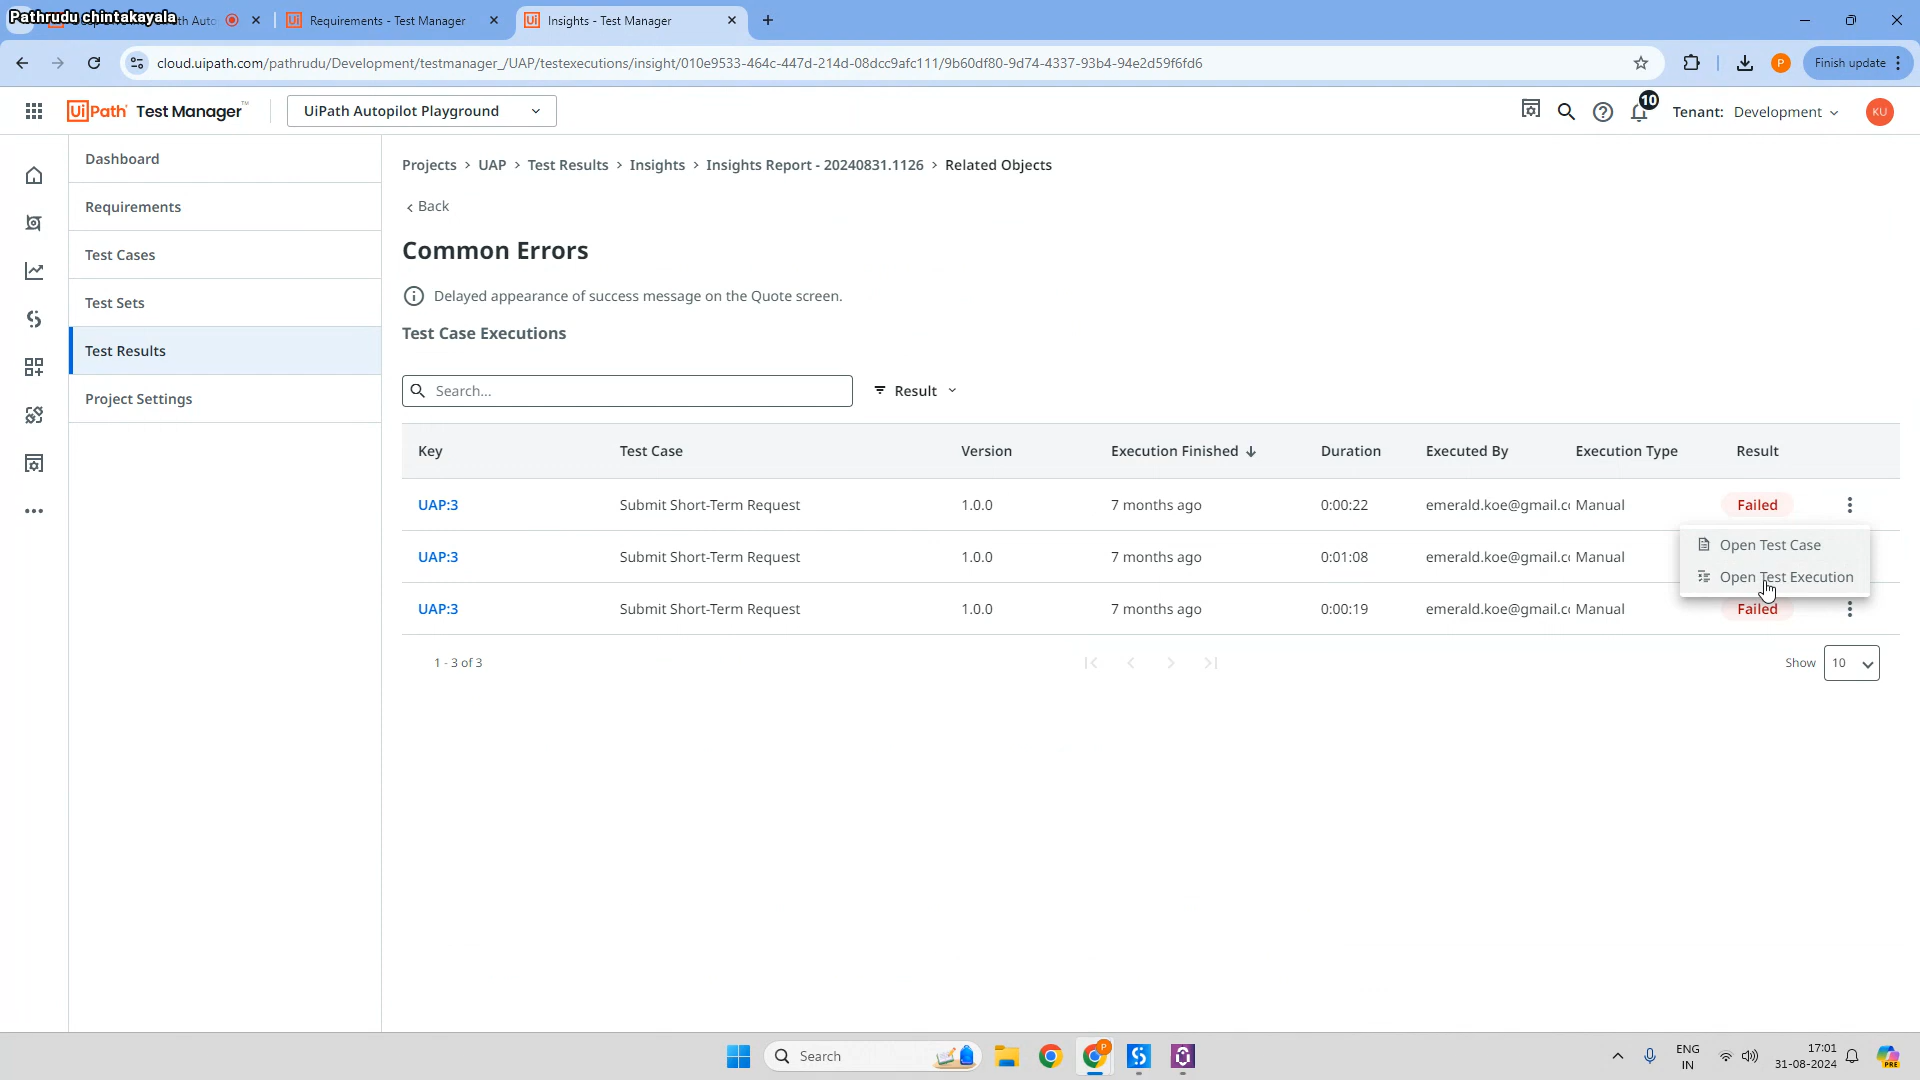 Pathrudu chintakayala
Requirements - Test Manager
Insights - Test Manager
cloud.uipath.com/pathrudu/Development/testmanager_/UAP/testexecutions/insight/010e9533-464c-447d-214d-08dcc9afc111/9b60df80-9d74-4337-93b4-94e2d59f6fd6
P
Finish update
UiPath Test Manager™
UiPath Autopilot Playground
10
Tenant: Development
KU
Dashboard
Requirements
Test Cases
Test Sets
Test Results
Project Settings
Projects > UAP > Test Results > Insights > Insights Report - 20240831.1126 > Related Objects
Back
Common Errors
Delayed appearance of success message on the Quote screen.
Test Case Executions
Search...
Result
Key Test Case Version Execution Finished Duration Executed By Execution Type Result
UAP:3 Submit Short-Term Request 1.0.0 7 months ago 0:00:22 emerald.koe@gmail.c Manual Failed
UAP:3 Submit Short-Term Request 1.0.0 7 months ago 0:01:08 emerald.koe@gmail.c Manual
UAP:3 Submit Short-Term Request 1.0.0 7 months ago 0:00:19 emerald.koe@gmail.c Manual Failed
Open Test Case
Open Test Execution
1 - 3 of 3
Show 10
Search
P
ENG
IN
17:01
31-08-2024
PRE